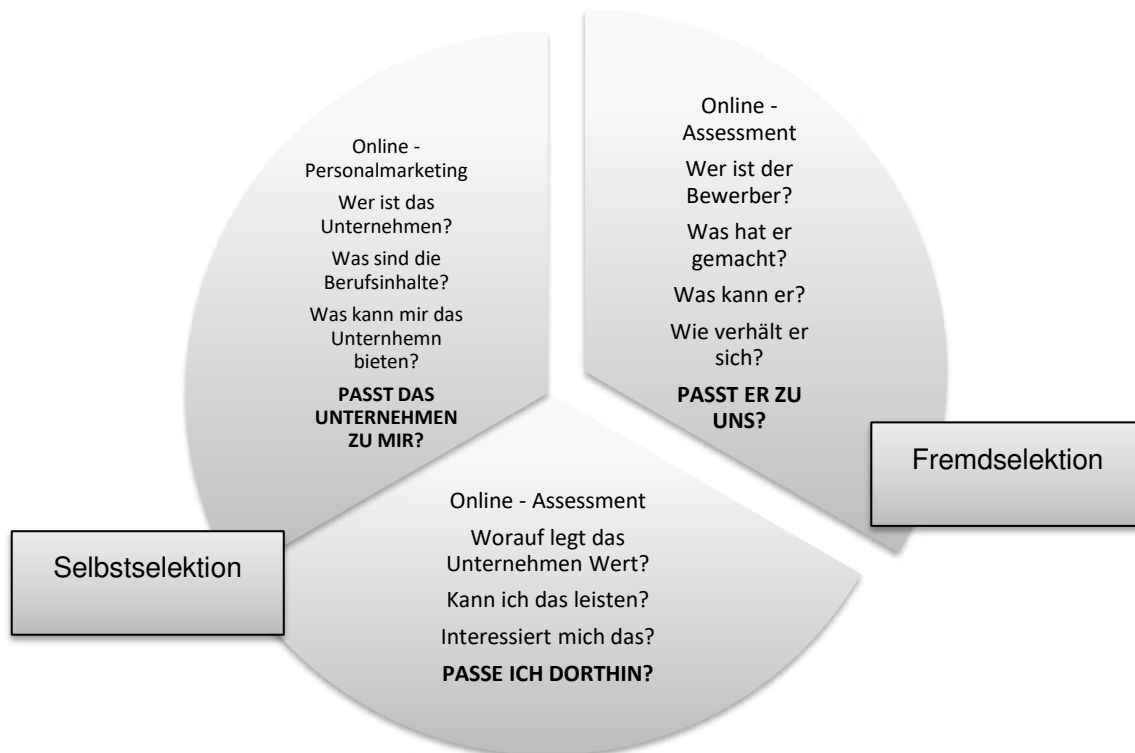 Online -
Personalmarketing
Wer ist das
Unternehmen?
Was sind die
Berufsinhalte?
Was kann mir das
Unternhemn
bieten?
PASST DAS
UNTERNEHMEN
ZU MIR?
Online -
Assessment
Wer ist der
Bewerber?
Was hat er
gemacht?
Was kann er?
Wie verhält er
sich?
PASST ER ZU
UNS?
Fremdselektion
Selbstselektion
Online - Assessment
Worauf legt das
Unternehmen Wert?
Kann ich das leisten?
Interessiert mich das?
PASSE ICH DORTHIN?